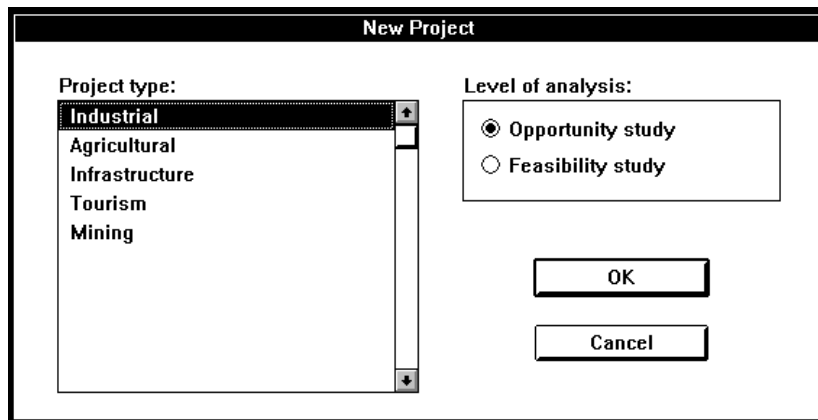 New Project
Project type:
Industrial
Agricultural
Infrastructure
Tourism
Mining
Level of analysis:
Opportunity study
Feasibility study
OK
Cancel